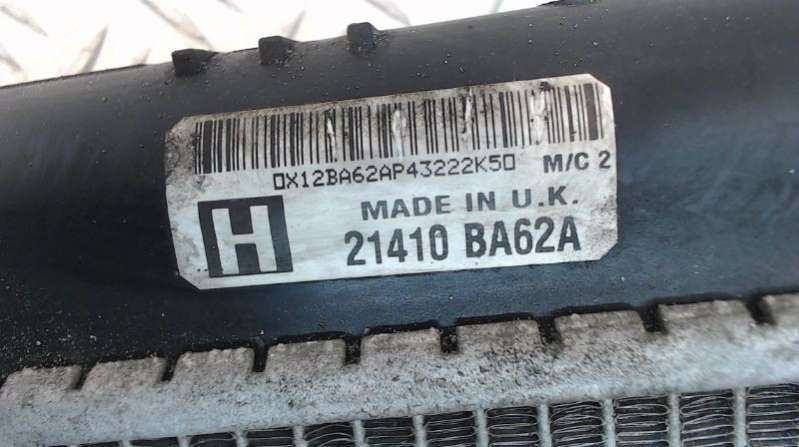 0X12BA62AP43222K50 M/C 2
H MADE IN U.K.
21410 BA62A